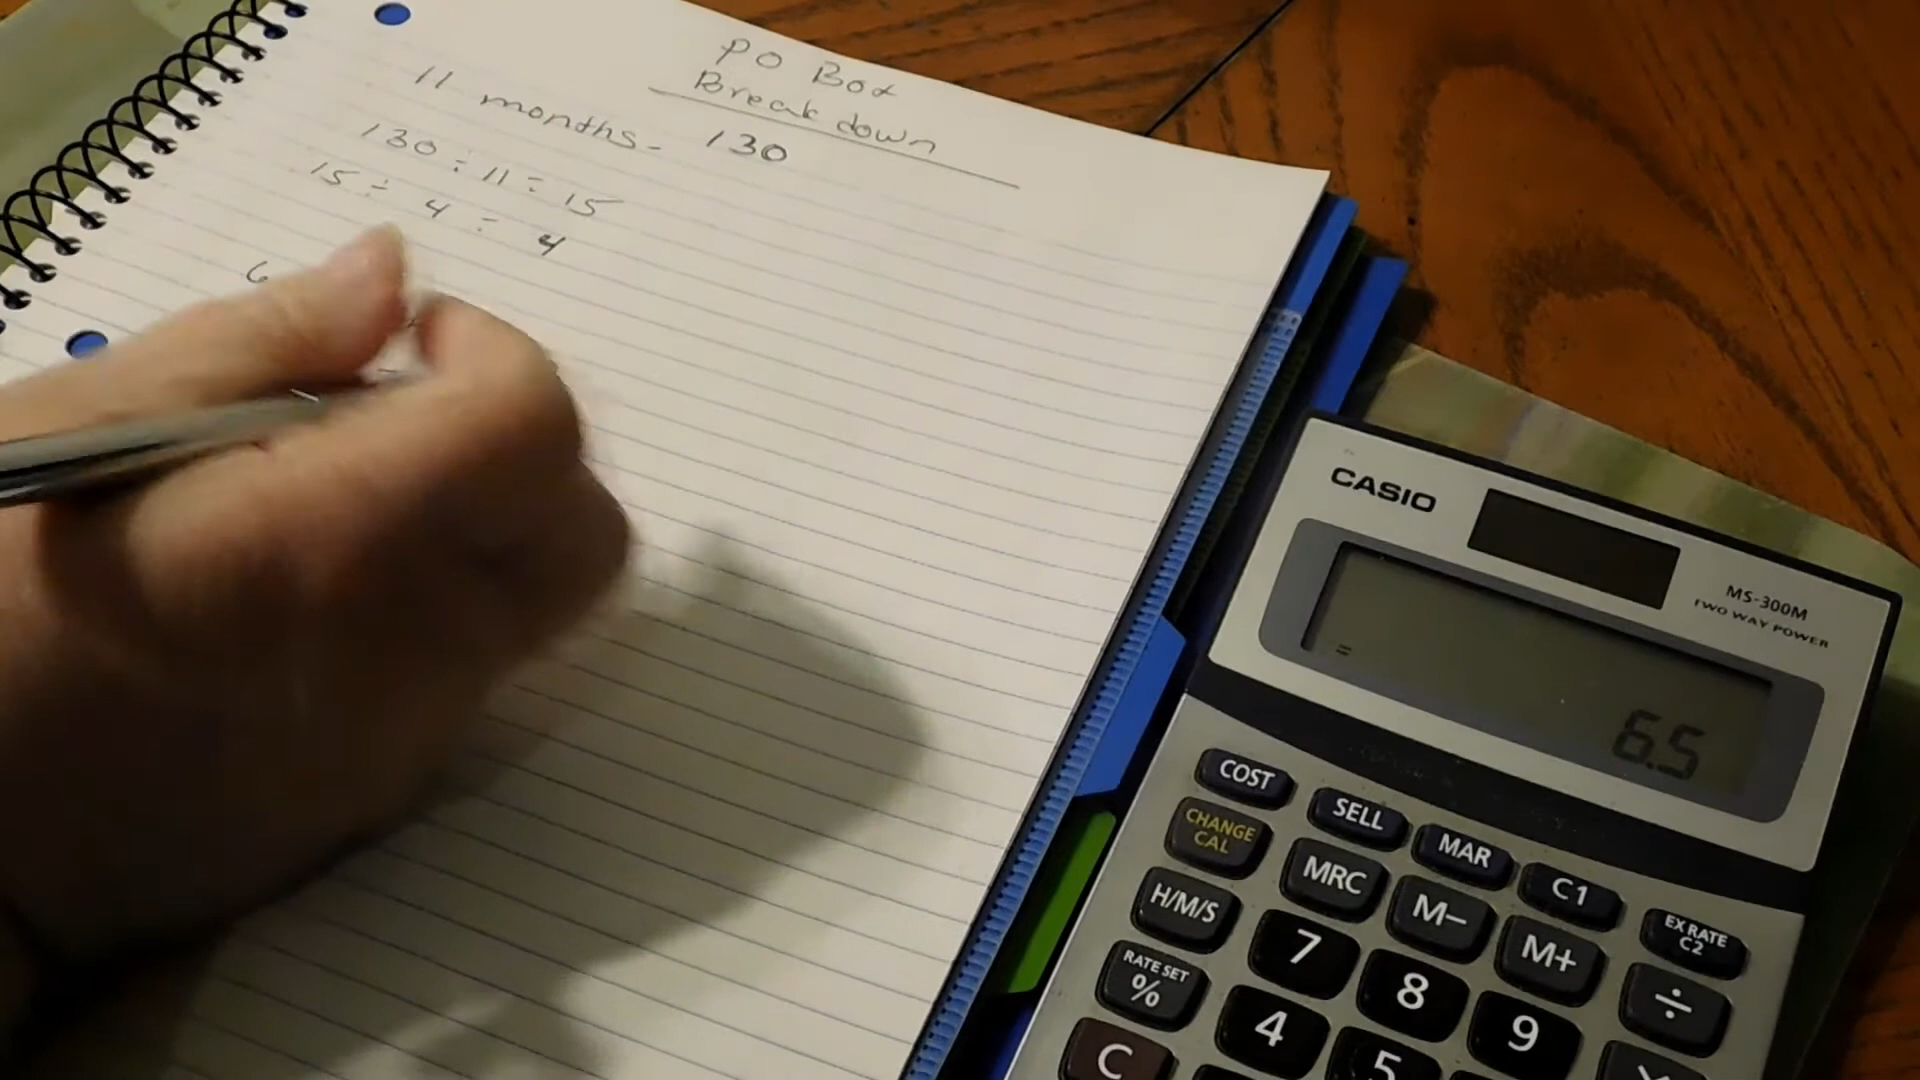 PO Box
Break down
11 months - 130
130 ÷ 11 = 15
15 ÷ 4 = 4
6
CASIO
MS-300M
TWO WAY POWER
6.5
COST
SELL
MAR
C1
EX RATE
C2
CHANGE
CAL
MRC
M−
M+
÷
H/M/S
7
8
9
RATE SET
%
4
5
C